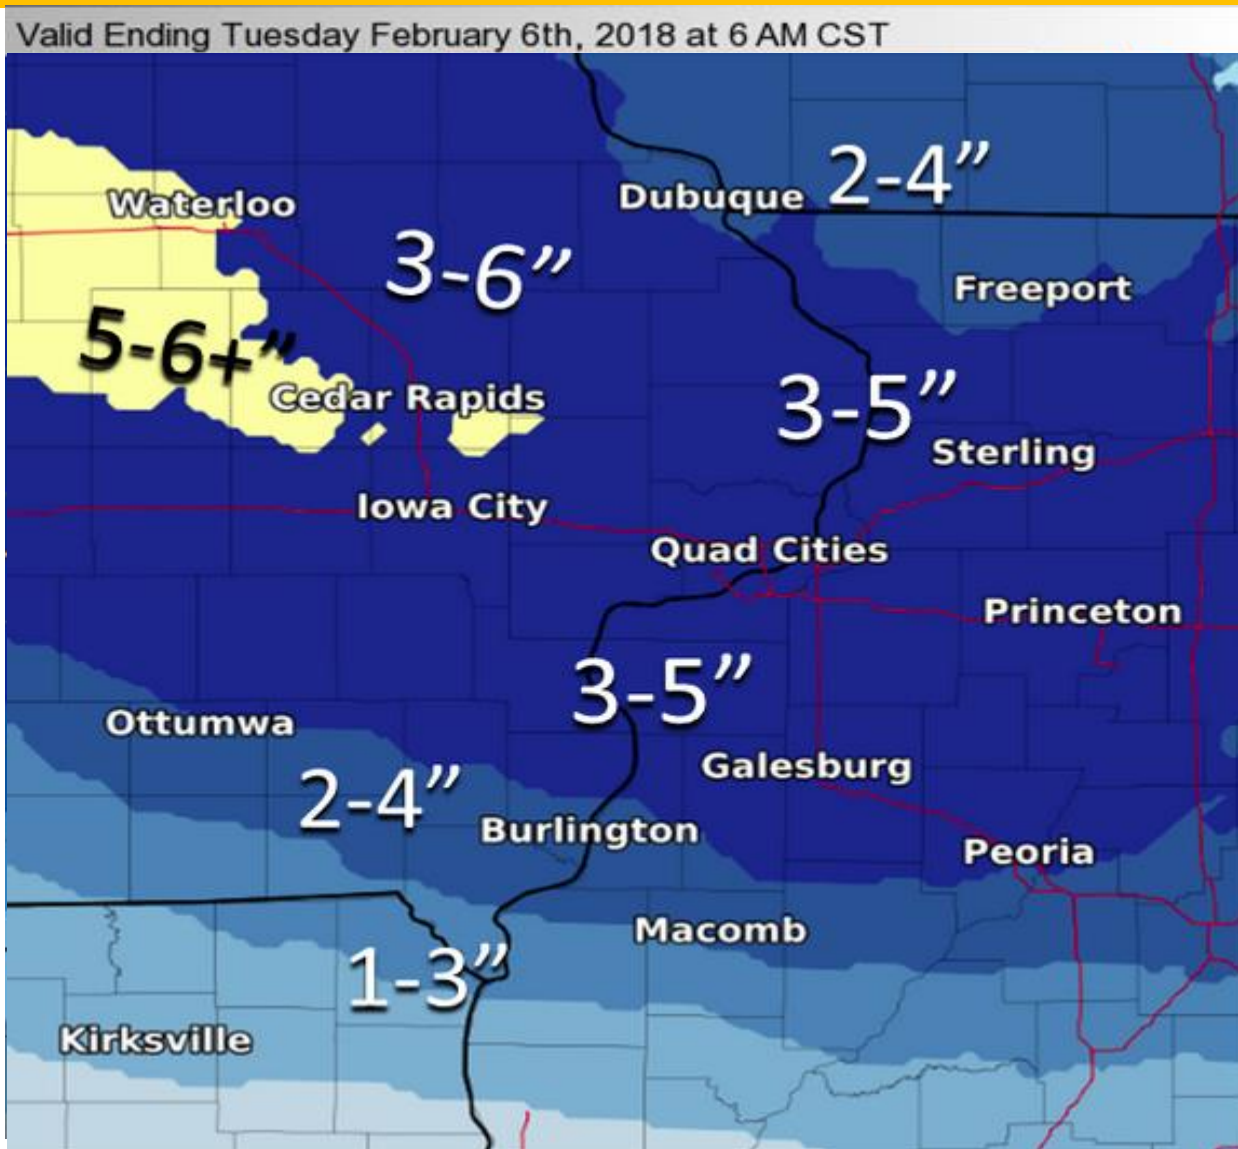 Valid Ending Tuesday February 6th, 2018 at 6 AM CST
2-4”
Waterloo
Dubuque
3-6”
Freeport
5-6+”
Cedar Rapids
3-5”
Sterling
Iowa City
Quad Cities
Princeton
3-5”
Ottumwa
Galesburg
2-4”
Burlington
Peoria
Macomb
1-3”
Kirksville